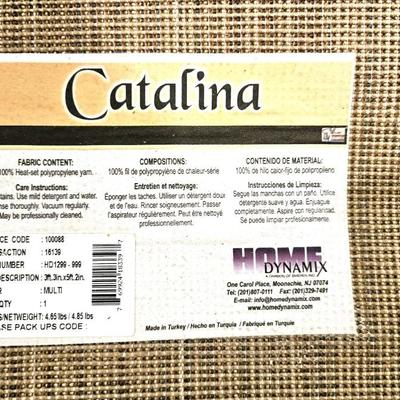 Catalina
FABRIC CONTENT:
100% Heat-set polypropylene yarn.
Care Instructions:
tains. Use mild detergent and water.
nse thoroughly. Vacuum regularly.
May be professionally cleaned.
COMPOSITIONS:
100% fil de polypropylène de chaleur-série
Entretien et nettoyage.
Éponger les taches. Utiliser un détergent doux
et de l'eau. Rincer soigneusement. Passer
l'aspirateur régulièrement. Peut être nettoyé
professionnellement.
CONTENIDO DE MATERIAL:
100% de hilo calor-fijo de polipropileno
Instrucciones de Limpieza:
Segue las manchas con un paño. Utilice
detergente suave y agua. Enjuague
completamente. Aspire con regularidad.
Se puede limpiar profesionalmente.
CE CODE : 100088
SACTION : 16139
NUMBER : HD1299 - 999
DESCRIPTION : 3ft.3in.x5ft.2in.
R : MULTI
QTY : 1
S/NETWEIGHT: 4.65 lbs / 4.85 lbs
ASE PACK UPS CODE :
HOME
DYNAMIX
One Carol Place, Moonachie, NJ 07074
Tel: (201)807-0111 Fax: (201)329-7491
E-mail: info@homedynamix.com
www.homedynamix.com
Made in Turkey / Hecho en Turquia / Fabriqué en Turquie